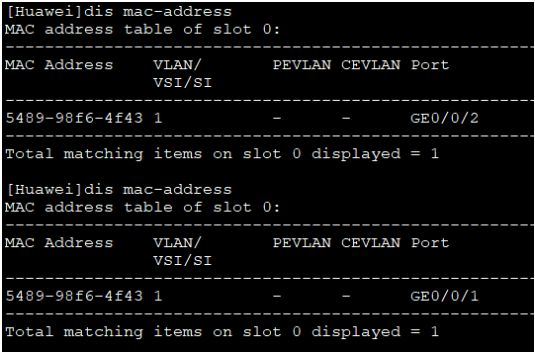 [Huawei]dis mac-address
MAC address table of slot 0:
-------------------------------------------------------
MAC Address    VLAN/       PEVLAN CEVLAN Port
               VSI/SI
-------------------------------------------------------
5489-98f6-4f43 1           -      -      GE0/0/2
-------------------------------------------------------
Total matching items on slot 0 displayed = 1
[Huawei]dis mac-address
MAC address table of slot 0:
-------------------------------------------------------
MAC Address    VLAN/       PEVLAN CEVLAN Port
               VSI/SI
-------------------------------------------------------
5489-98f6-4f43 1           -      -      GE0/0/1
-------------------------------------------------------
Total matching items on slot 0 displayed = 1